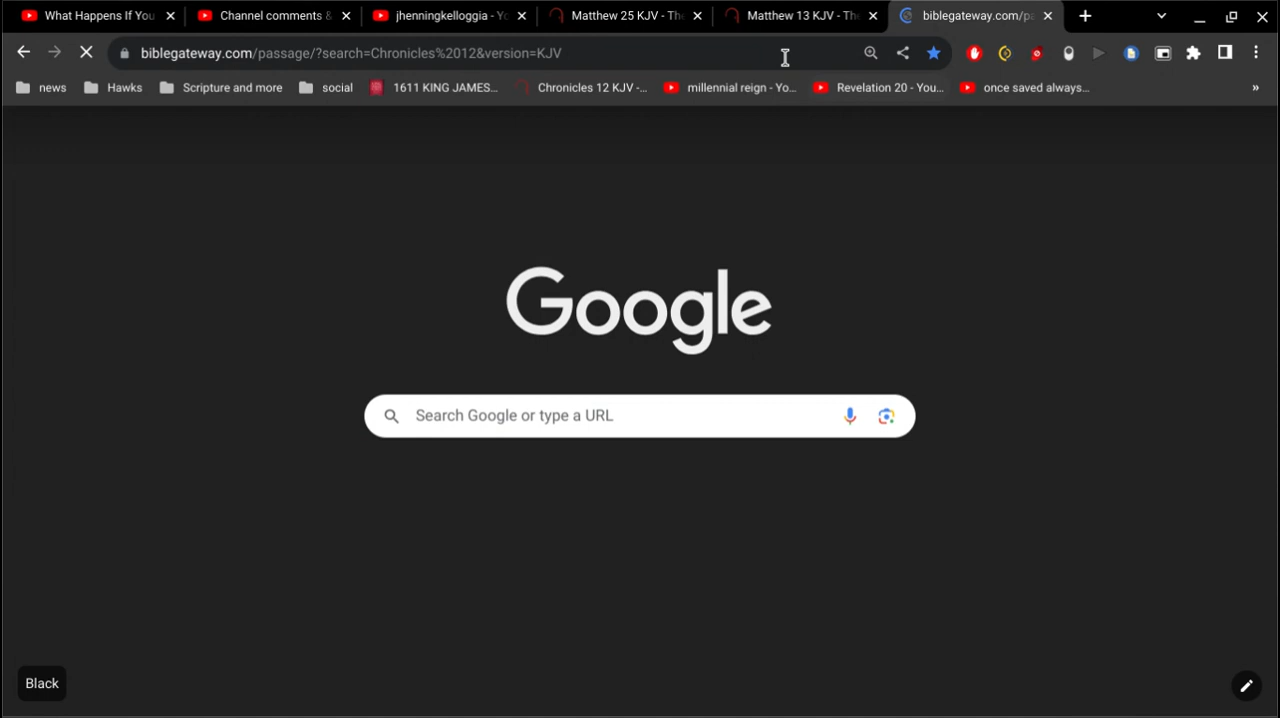 What Happens If You
Channel comments &
jhenningkelloggia - Yo
Matthew 25 KJV - The
Matthew 13 KJV - The
biblegateway.com/pa
biblegateway.com/passage/?search=Chronicles%2012&version=KJV
news
Hawks
Scripture and more
social
1611 KING JAMES...
Chronicles 12 KJV -...
millennial reign - Yo...
Revelation 20 - You...
once saved always...
»
Google
Search Google or type a URL
Black